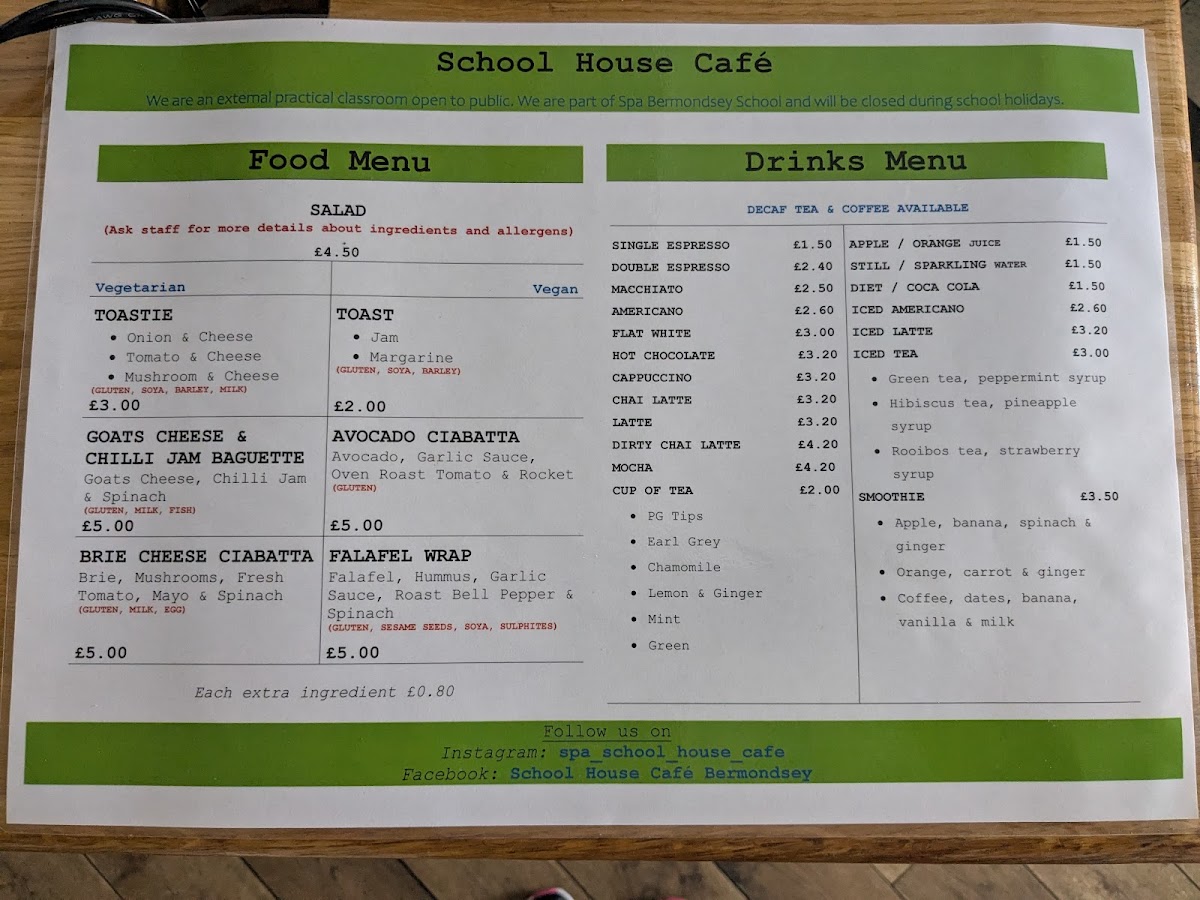 School House Café
We are an external practical classroom open to public. We are part of Spa Bermondsey School and will be closed during school holidays.
Food Menu
SALAD
(Ask staff for more details about ingredients and allergens)
£4.50
Vegetarian
Vegan
TOASTIE
• Onion & Cheese
• Tomato & Cheese
• Mushroom & Cheese
(GLUTEN, SOYA, BARLEY, MILK)
£3.00
TOAST
• Jam
• Margarine
(GLUTEN, SOYA, BARLEY)
£2.00
GOATS CHEESE &
CHILLI JAM BAGUETTE
Goats Cheese, Chilli Jam
& Spinach
(GLUTEN, MILK, FISH)
£5.00
AVOCADO CIABATTA
Avocado, Garlic Sauce,
Oven Roast Tomato & Rocket
(GLUTEN)
£5.00
BRIE CHEESE CIABATTA
Brie, Mushrooms, Fresh
Tomato, Mayo & Spinach
(GLUTEN, MILK, EGG)
£5.00
FALAFEL WRAP
Falafel, Hummus, Garlic
Sauce, Roast Bell Pepper &
Spinach
(GLUTEN, SESAME SEEDS, SOYA, SULPHITES)
£5.00
Each extra ingredient £0.80
Drinks Menu
DECAF TEA & COFFEE AVAILABLE
SINGLE ESPRESSO £1.50
DOUBLE ESPRESSO £2.40
MACCHIATO £2.50
AMERICANO £2.60
FLAT WHITE £3.00
HOT CHOCOLATE £3.20
CAPPUCCINO £3.20
CHAI LATTE £3.20
LATTE £3.20
DIRTY CHAI LATTE £4.20
MOCHA £4.20
CUP OF TEA £2.00
• PG Tips
• Earl Grey
• Chamomile
• Lemon & Ginger
• Mint
• Green
APPLE / ORANGE JUICE £1.50
STILL / SPARKLING WATER £1.50
DIET / COCA COLA £1.50
ICED AMERICANO £2.60
ICED LATTE £3.20
ICED TEA £3.00
• Green tea, peppermint syrup
• Hibiscus tea, pineapple
syrup
• Rooibos tea, strawberry
syrup
SMOOTHIE £3.50
• Apple, banana, spinach &
ginger
• Orange, carrot & ginger
• Coffee, dates, banana,
vanilla & milk
Follow us on
Instagram: spa_school_house_cafe
Facebook: School House Café Bermondsey